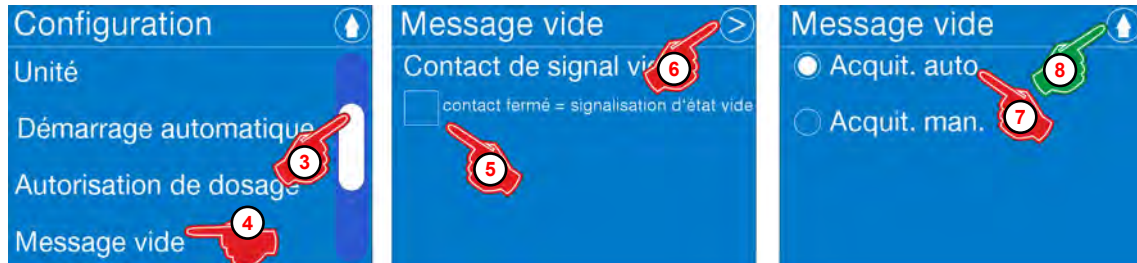 Configuration
Unité
Démarrage automatique
3
Autorisation de dosage
4
Message vide
Message vide
6
Contact de signal vide
contact fermé = signalisation d'état vide
5
Message vide
8
Acquit. auto
7
Acquit. man.